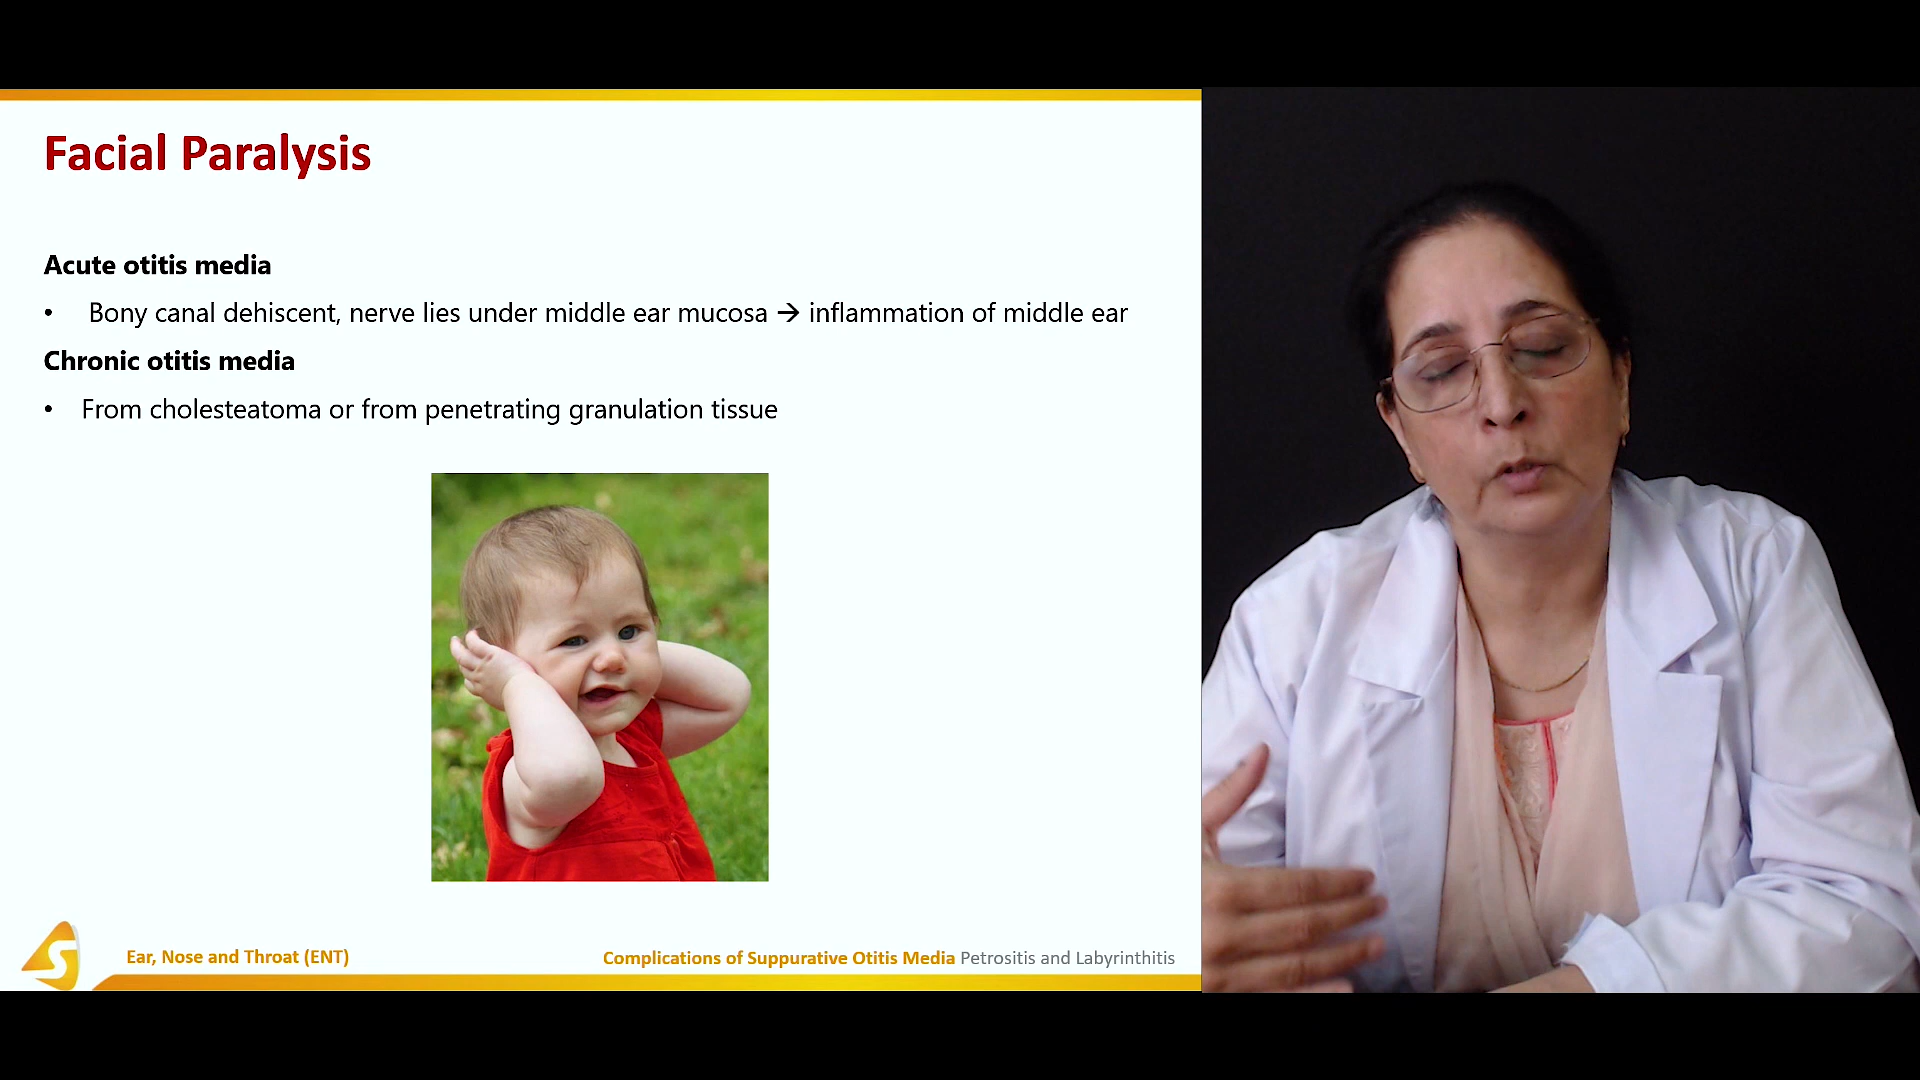 Facial Paralysis
Acute otitis media
• Bony canal dehiscent, nerve lies under middle ear mucosa → inflammation of middle ear
Chronic otitis media
• From cholesteatoma or from penetrating granulation tissue
S
Ear, Nose and Throat (ENT)
Complications of Suppurative Otitis Media Petrositis and Labyrinthitis